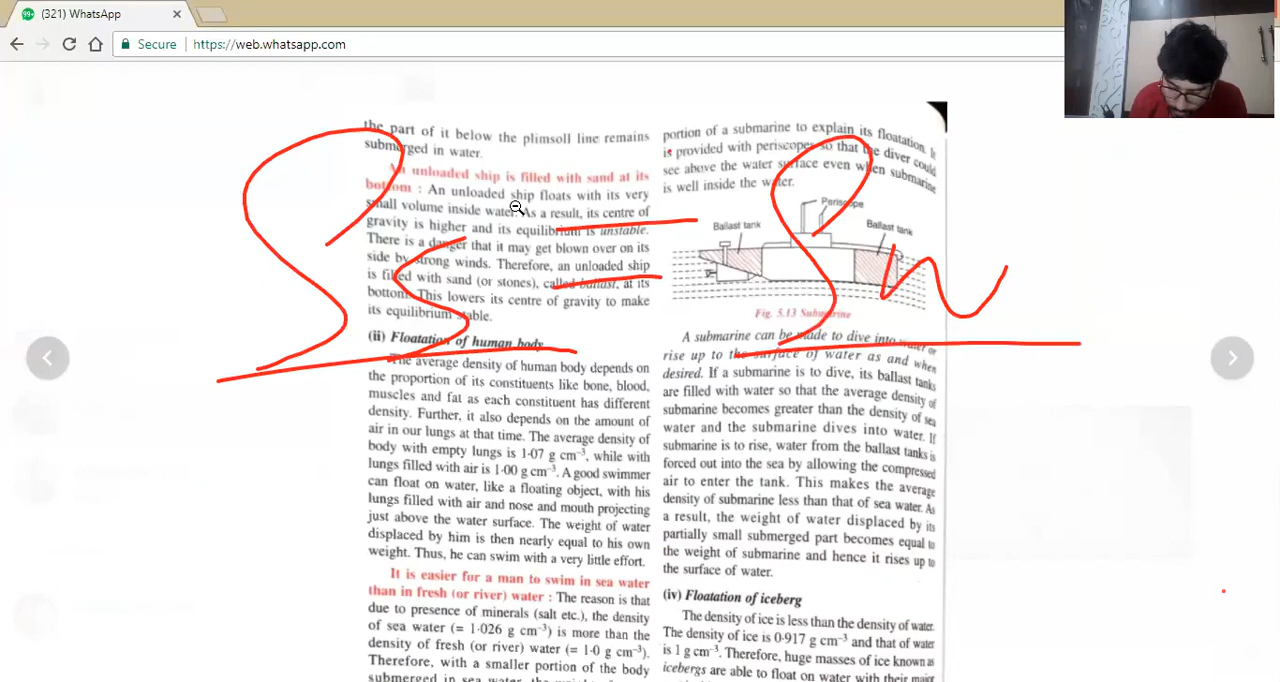 (321) WhatsApp
Secure
https://web.whatsapp.com
the part of it below the plimsoll line remains
submerged in water.
An unloaded ship is filled with sand at its
bottom : An unloaded ship floats with its very
small volume inside water. As a result, its centre of
gravity is higher and its equilibrium is unstable.
There is a danger that it may get blown over on its
side by strong winds. Therefore, an unloaded ship
is filled with sand (or stones), called ballast, at its
bottom. This lowers its centre of gravity to make
its equilibrium stable.
(ii) Floatation of human body
The average density of human body depends on
the proportion of its constituents like bone, blood,
muscles and fat as each constituent has different
density. Further, it also depends on the amount of
air in our lungs at that time. The average density of
body with empty lungs is 1·07 g cm⁻³, while with
lungs filled with air is 1·00 g cm⁻³. A good swimmer
can float on water, like a floating object, with his
lungs filled with air and nose and mouth projecting
just above the water surface. The weight of water
displaced by him is then nearly equal to his own
weight. Thus, he can swim with a very little effort.
It is easier for a man to swim in sea water
than in fresh (or river) water : The reason is that
due to presence of minerals (salt etc.), the density
of sea water (= 1·026 g cm⁻³) is more than the
density of fresh (or river) water (= 1·0 g cm⁻³).
Therefore, with a smaller portion of the body
submerged in sea water, the
portion of a submarine to explain its floatation. It
is provided with periscopes so that the diver could
see above the water surface even when submarine
is well inside the water.
Periscope
Ballast tank
Ballast tank
Fig. 5.13 Submarine
A submarine can be made to dive into water or
rise up to the surface of water as and when
desired. If a submarine is to dive, its ballast tanks
are filled with water so that the average density of
submarine becomes greater than the density of sea
water and the submarine dives into water. If
submarine is to rise, water from the ballast tanks is
forced out into the sea by allowing the compressed
air to enter the tank. This makes the average
density of submarine less than that of sea water. As
a result, the weight of water displaced by its
partially small submerged part becomes equal to
the weight of submarine and hence it rises up to
the surface of water.
(iv) Floatation of iceberg
The density of ice is less than the density of water.
The density of ice is 0·917 g cm⁻³ and that of water
is 1 g cm⁻³. Therefore, huge masses of ice known as
icebergs are able to float on water with their major